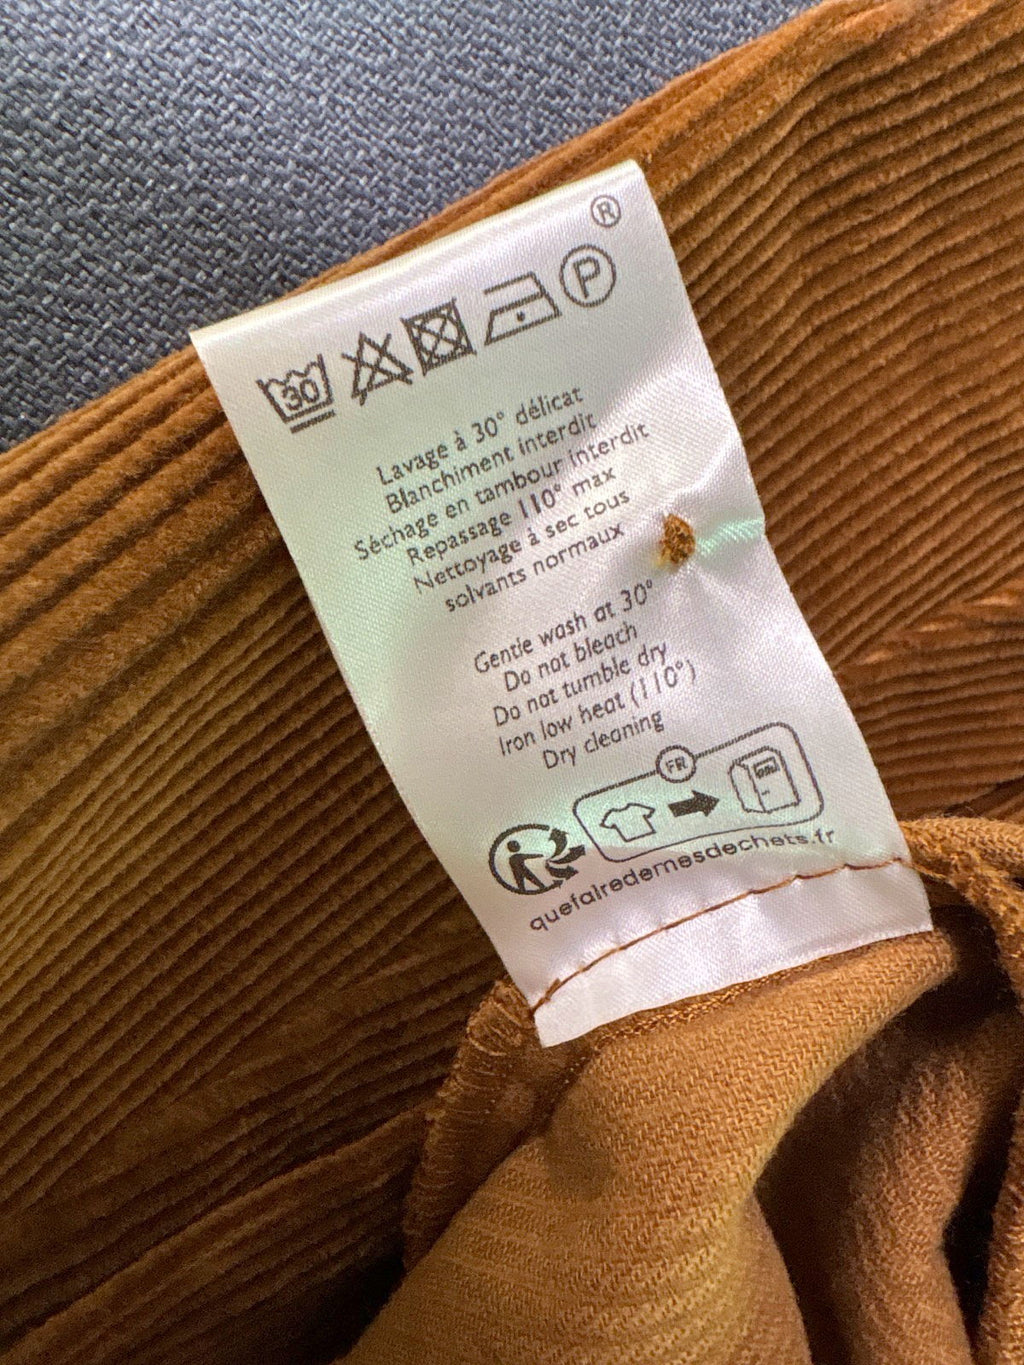 ®
30
P
Lavage à 30° délicat
Blanchiment interdit
Séchage en tambour interdit
Repassage 110° max
Nettoyage à sec tous
solvants normaux
Gentle wash at 30°
Do not bleach
Do not tumble dry
Iron low heat (110°)
Dry cleaning
FR
quefairedemesdechets.fr